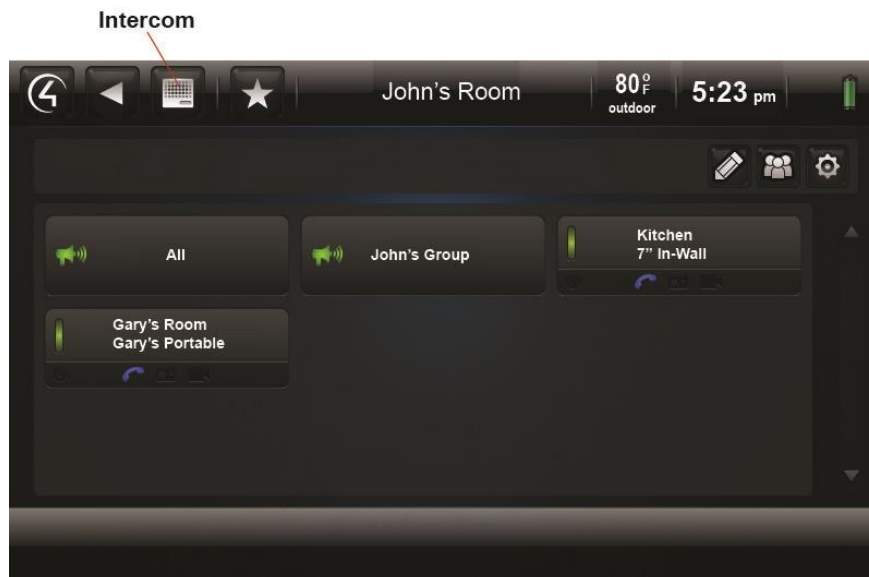 Intercom
John's Room
80°F
outdoor
5:23 pm
All
John's Group
Kitchen
7" In-Wall
Gary's Room
Gary's Portable